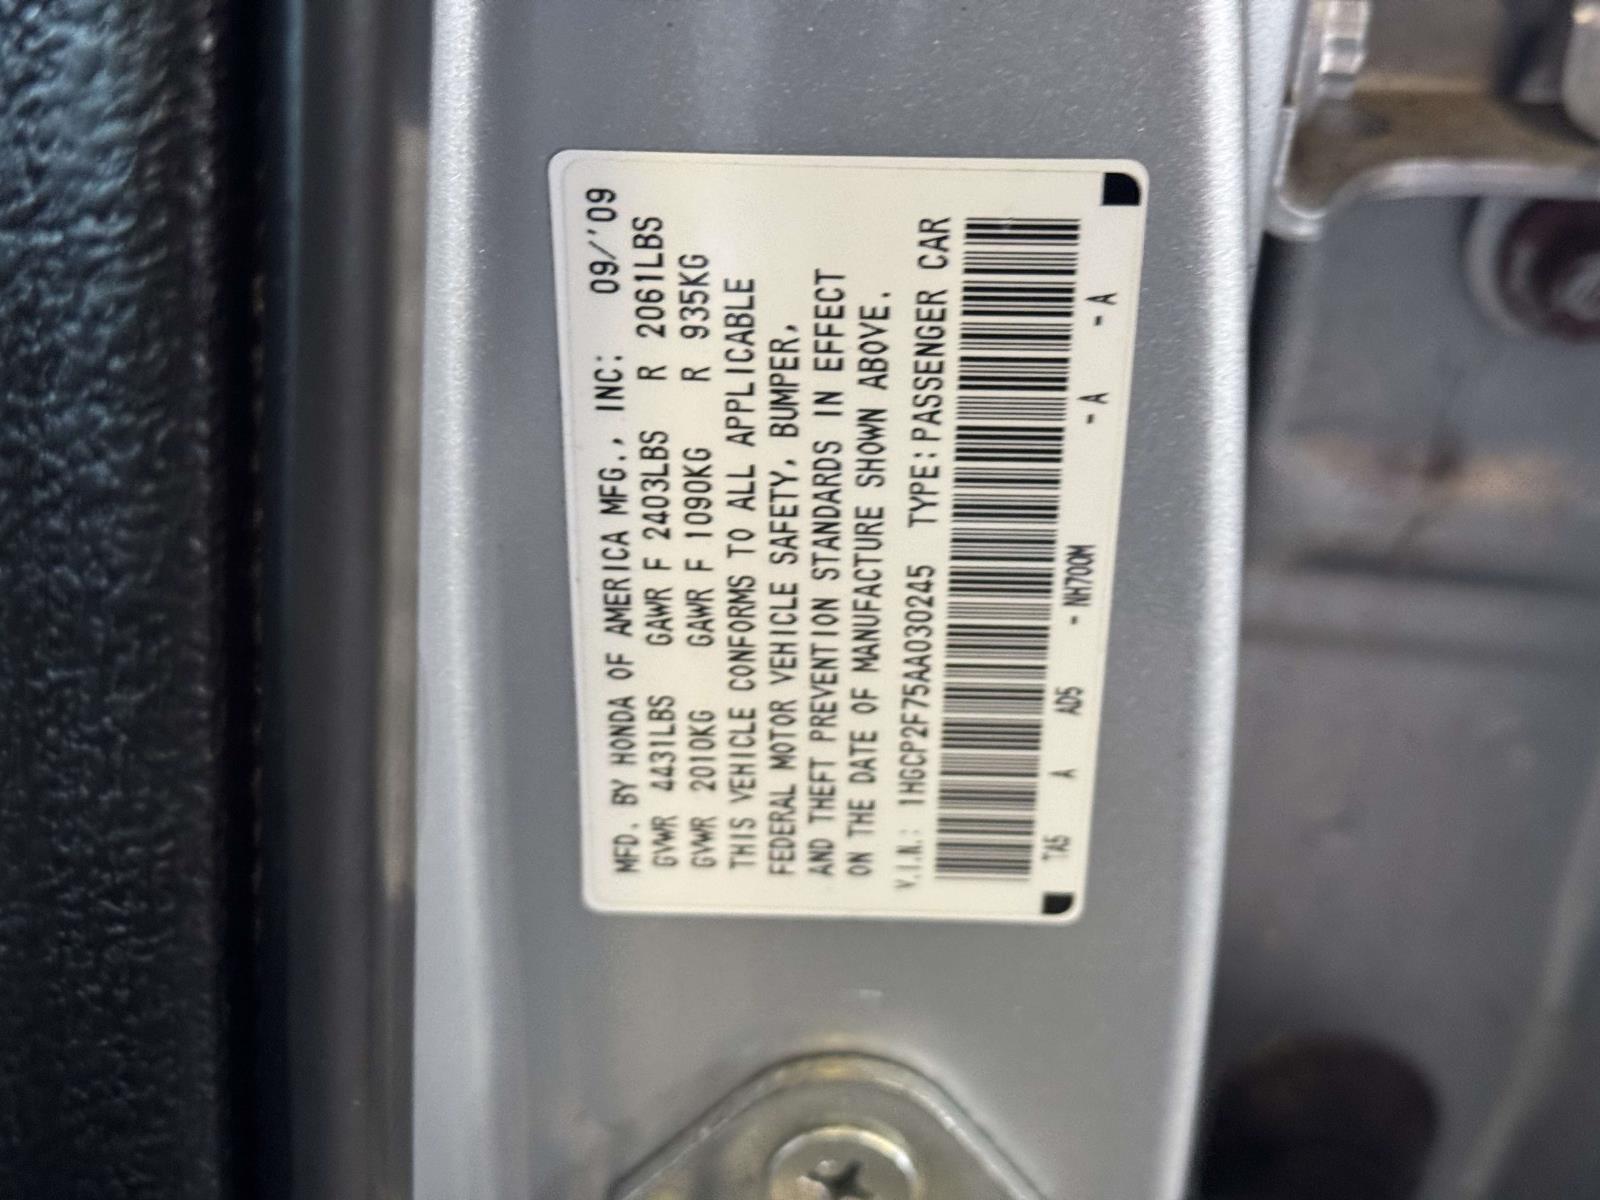 MFD. BY HONDA OF AMERICA MFG., INC: 09/'09
GVWR 4431LBS GAWR F 2403LBS R 2061LBS
GVWR 2010KG GAWR F 1090KG R 935KG
THIS VEHICLE CONFORMS TO ALL APPLICABLE
FEDERAL MOTOR VEHICLE SAFETY, BUMPER,
AND THEFT PREVENTION STANDARDS IN EFFECT
ON THE DATE OF MANUFACTURE SHOWN ABOVE.
V.I.N.: 1HGCP2F75AA030245 TYPE: PASSENGER CAR
TA5 A AD5 - NH700M - A - A